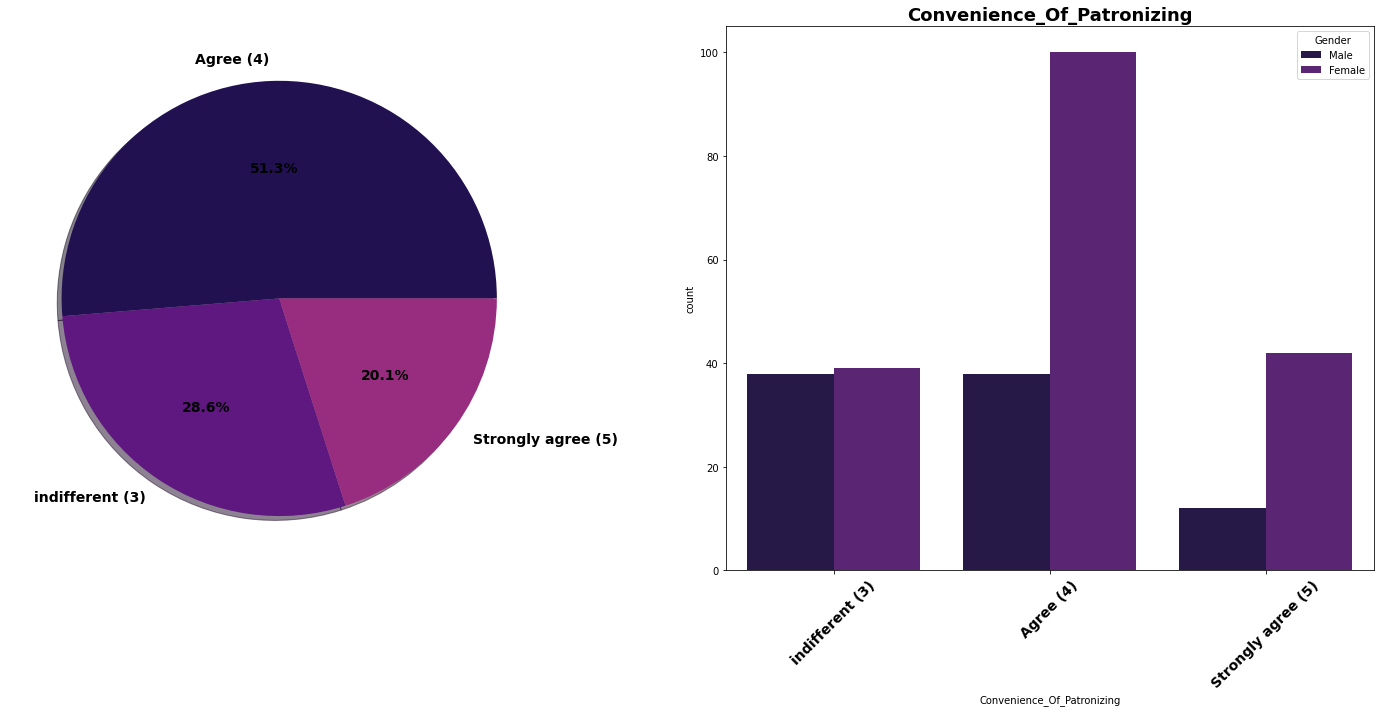 Agree (4)
51.3%
20.1%
28.6%
Strongly agree (5)
indifferent (3)
Convenience_Of_Patronizing
Gender
Male
Female
100
80
60
40
20
0
count
indifferent (3)
Agree (4)
Strongly agree (5)
Convenience_Of_Patronizing